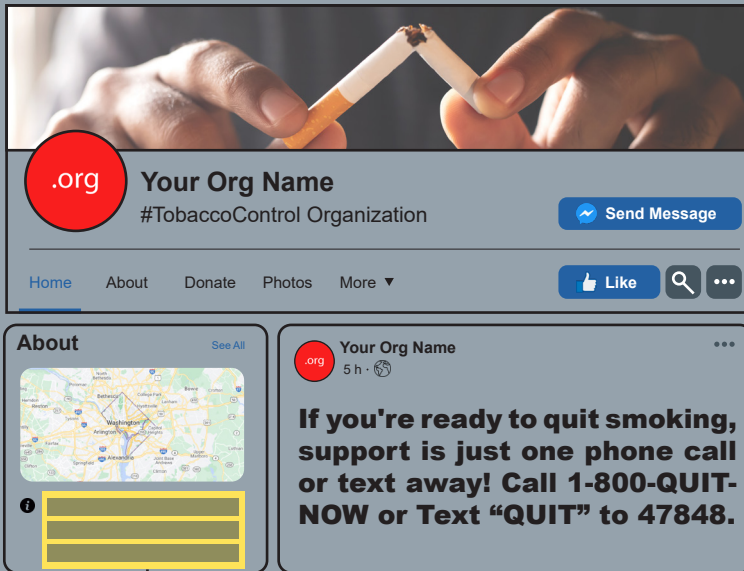 .org
Your Org Name
#TobaccoControl Organization
Send Message
Home About Donate Photos More ▼
Like
About
See All
Bethesda
Washington
Arlington
Alexandria
Springfield
.org
Your Org Name
5 h ·
If you're ready to quit smoking,
support is just one phone call
or text away! Call 1-800-QUIT-
NOW or Text “QUIT” to 47848.